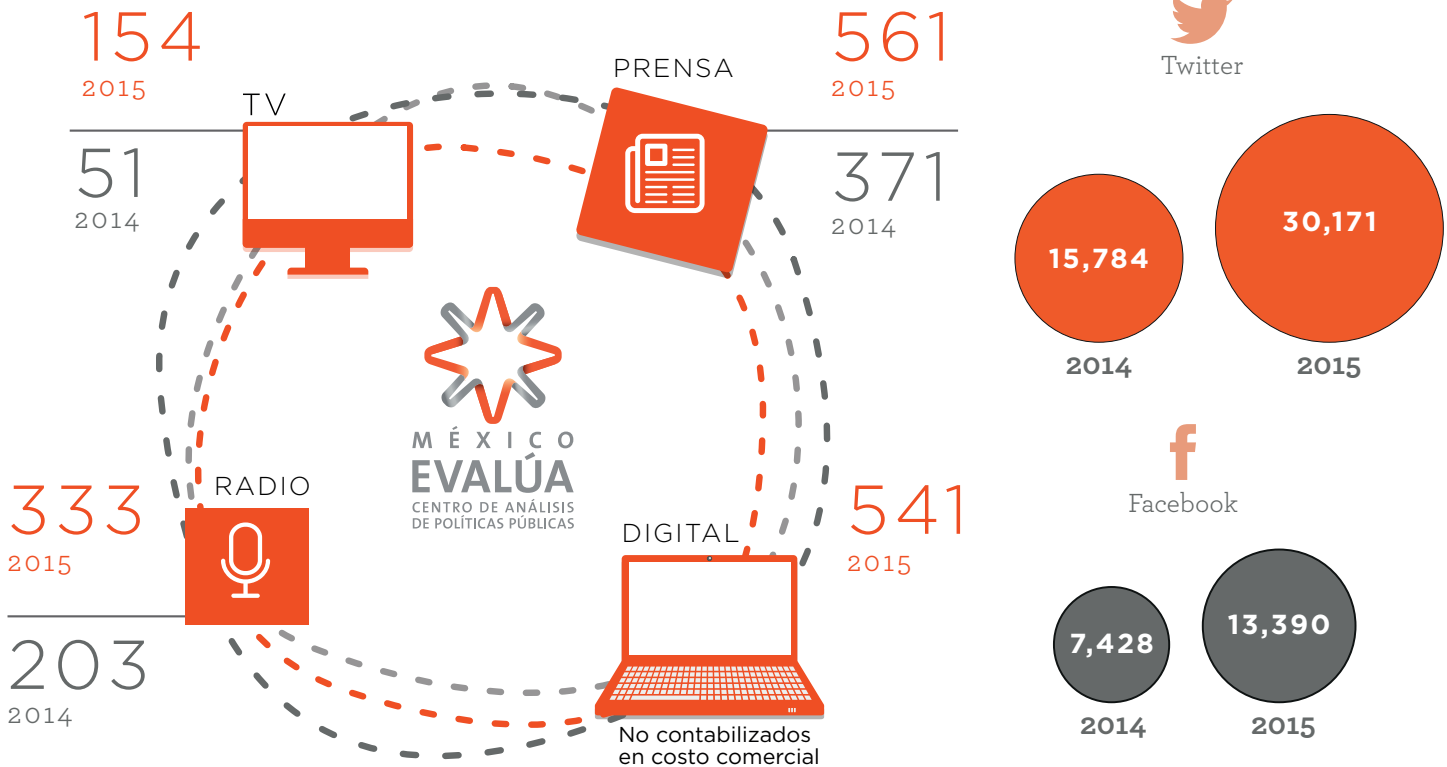 154
2015
TV
51
2014
PRENSA
561
2015
371
2014
MÉXICO
EVALÚA
CENTRO DE ANÁLISIS
DE POLÍTICAS PÚBLICAS
333
2015
RADIO
203
2014
DIGITAL
541
2015
No contabilizados
en costo comercial
Twitter
15,784
30,171
2014
2015
f
Facebook
7,428
13,390
2014
2015